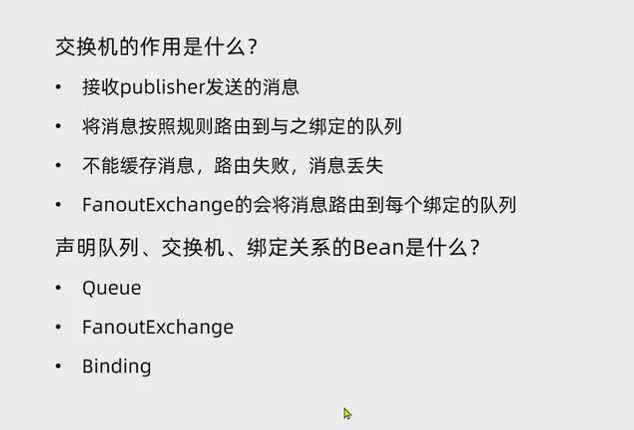 交换机的作用是什么？
• 接收publisher发送的消息
• 将消息按照规则路由到与之绑定的队列
• 不能缓存消息，路由失败，消息丢失
• FanoutExchange的会将消息路由到每个绑定的队列
声明队列、交换机、绑定关系的Bean是什么？
• Queue
• FanoutExchange
• Binding